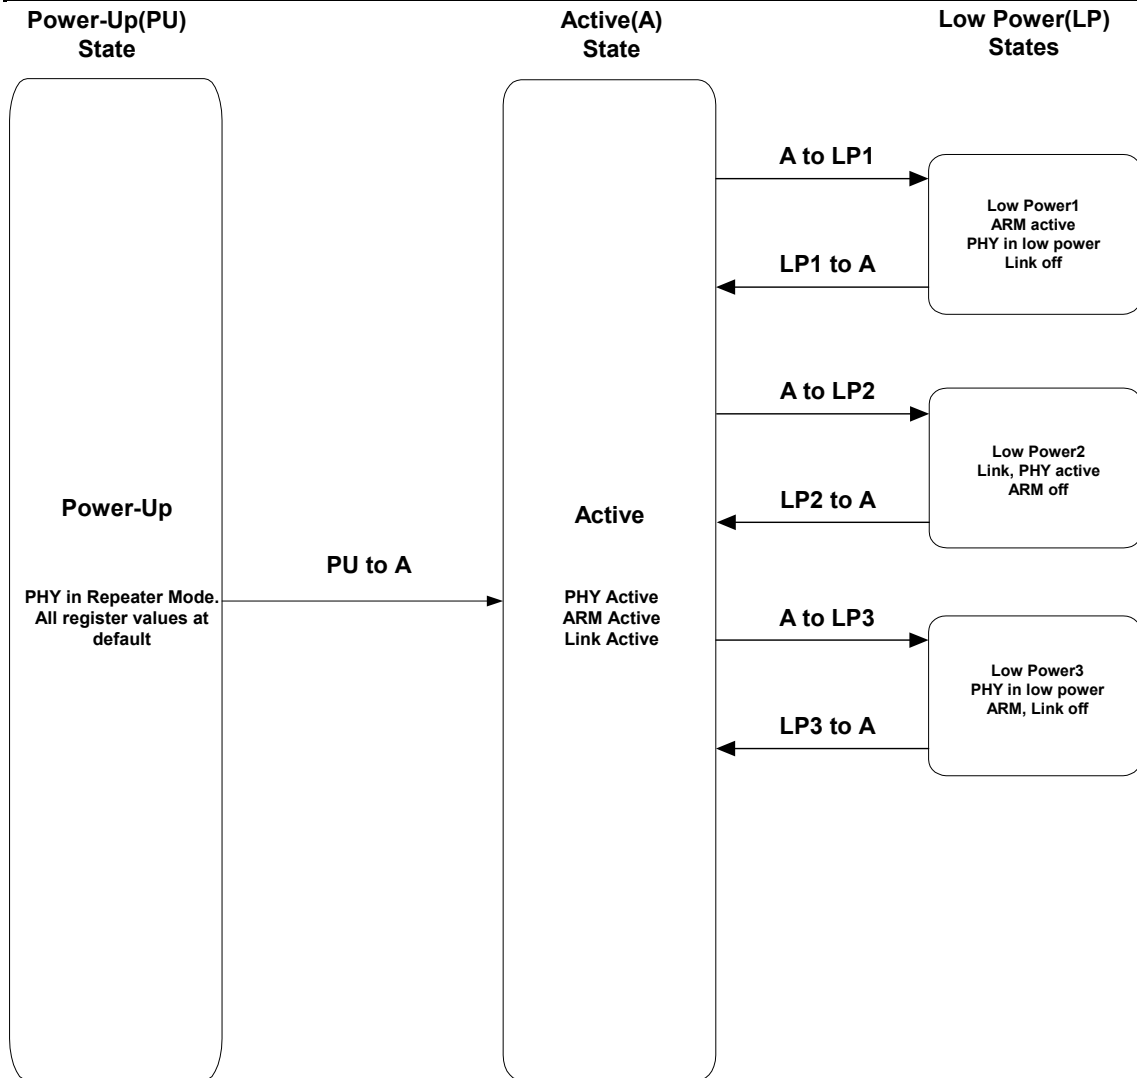 Power-Up(PU)
State
Active(A)
State
Low Power(LP)
States
Power-Up
PHY in Repeater Mode.
All register values at
default
PU to A
Active
PHY Active
ARM Active
Link Active
A to LP1
LP1 to A
Low Power1
ARM active
PHY in low power
Link off
A to LP2
LP2 to A
Low Power2
Link, PHY active
ARM off
A to LP3
LP3 to A
Low Power3
PHY in low power
ARM, Link off